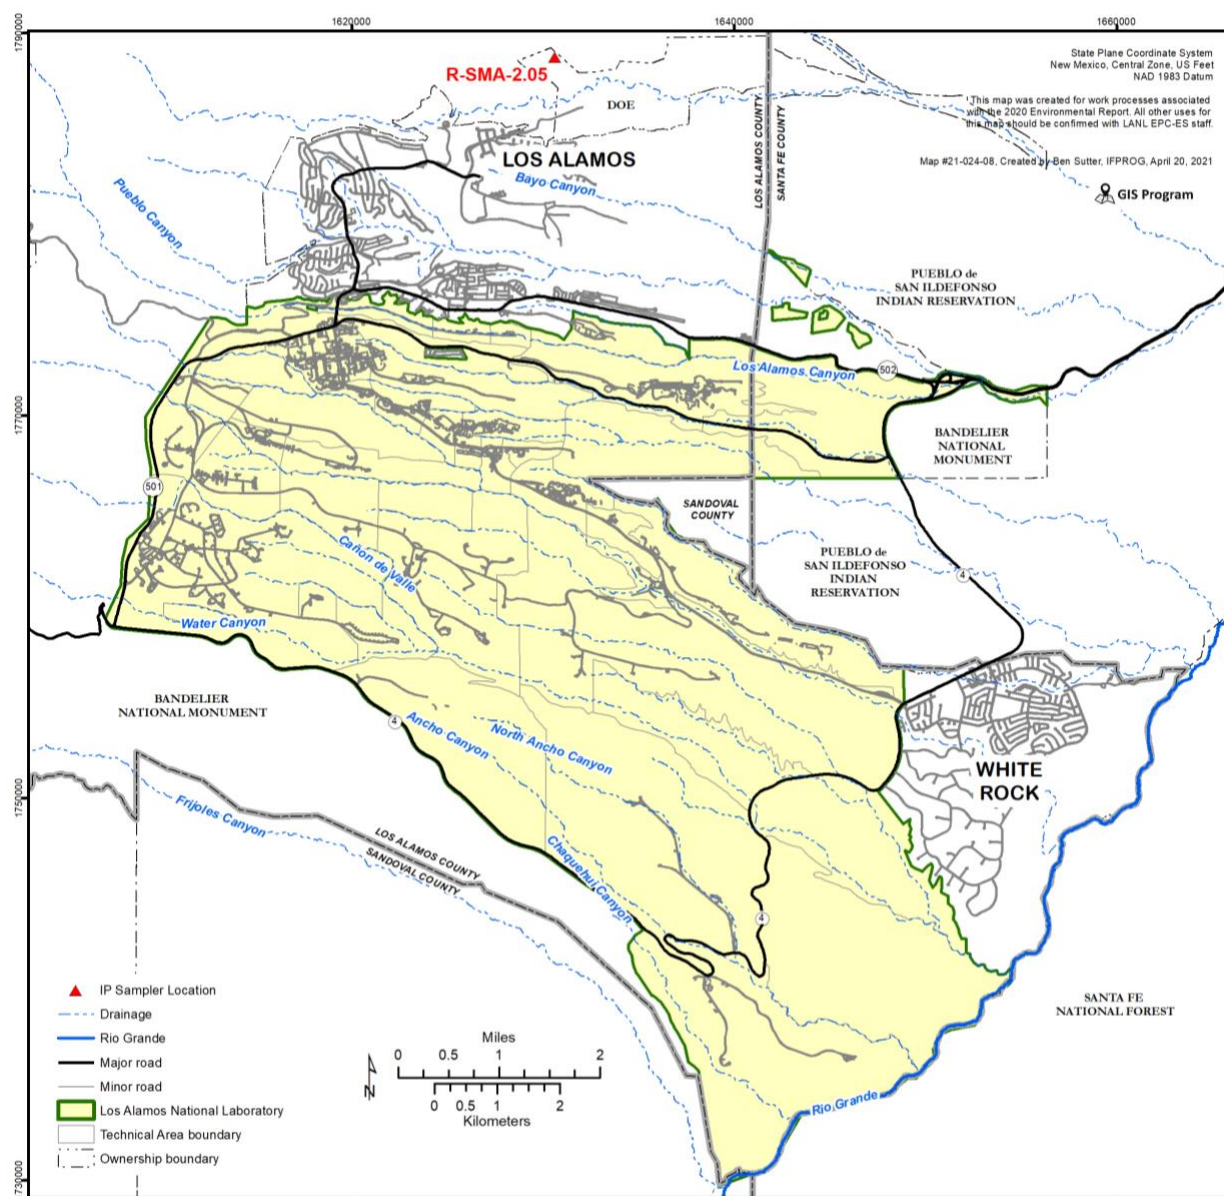 1620000
1640000
1660000
1790000
R-SMA-2.05
DOE
State Plane Coordinate System
New Mexico, Central Zone, US Feet
NAD 1983 Datum
This map was created for work processes associated
with the 2020 Environmental Report. All other uses for
this map should be confirmed with LANL EPC-ES staff.
Map #21-024-08, Created by Ben Sutter, IFPROG, April 20, 2021
GIS Program
LOS ALAMOS
LOS ALAMOS COUNTY
SANTA FE COUNTY
Bayo Canyon
Pueblo Canyon
PUEBLO de
SAN ILDEFONSO
INDIAN RESERVATION
Los Alamos Canyon
502
1770000
BANDELIER
NATIONAL
MONUMENT
501
SANDOVAL
COUNTY
PUEBLO de
SAN ILDEFONSO
INDIAN
RESERVATION
4
Cañon de Valle
Water Canyon
BANDELIER
NATIONAL MONUMENT
4
Ancho Canyon
North Ancho Canyon
WHITE
ROCK
1750000
Frijoles Canyon
LOS ALAMOS COUNTY
SANDOVAL COUNTY
Chaquehui Canyon
4
SANTA FE
NATIONAL FOREST
Rio Grande
IP Sampler Location
Drainage
Rio Grande
Major road
Minor road
Los Alamos National Laboratory
Technical Area boundary
Ownership boundary
Miles
0 0.5 1 2
0 0.5 1 2
Kilometers
N
730000